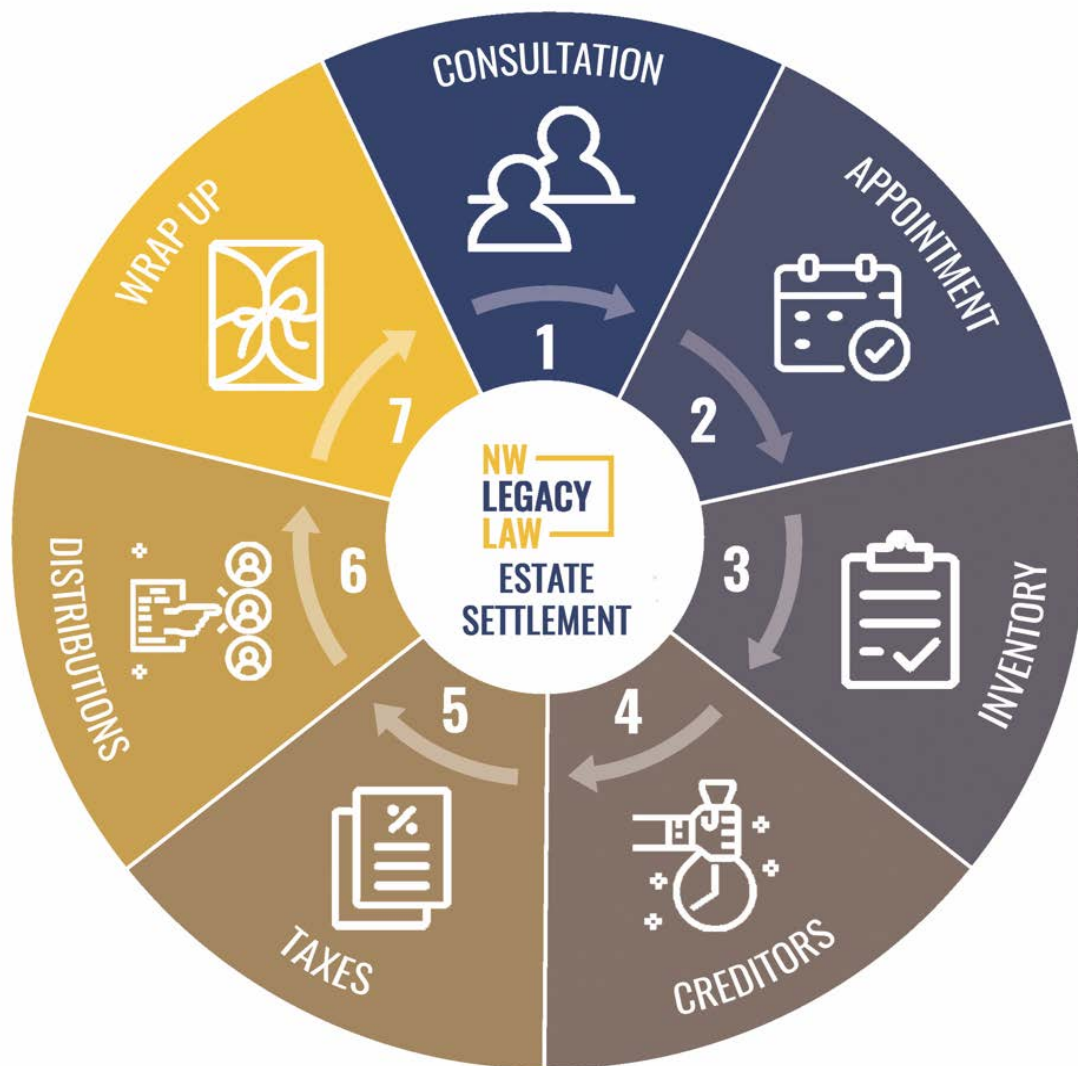 CONSULTATION
1
APPOINTMENT
2
INVENTORY
3
CREDITORS
4
TAXES
5
DISTRIBUTIONS
6
WRAP UP
7
NW
LEGACY
LAW
ESTATE
SETTLEMENT
%